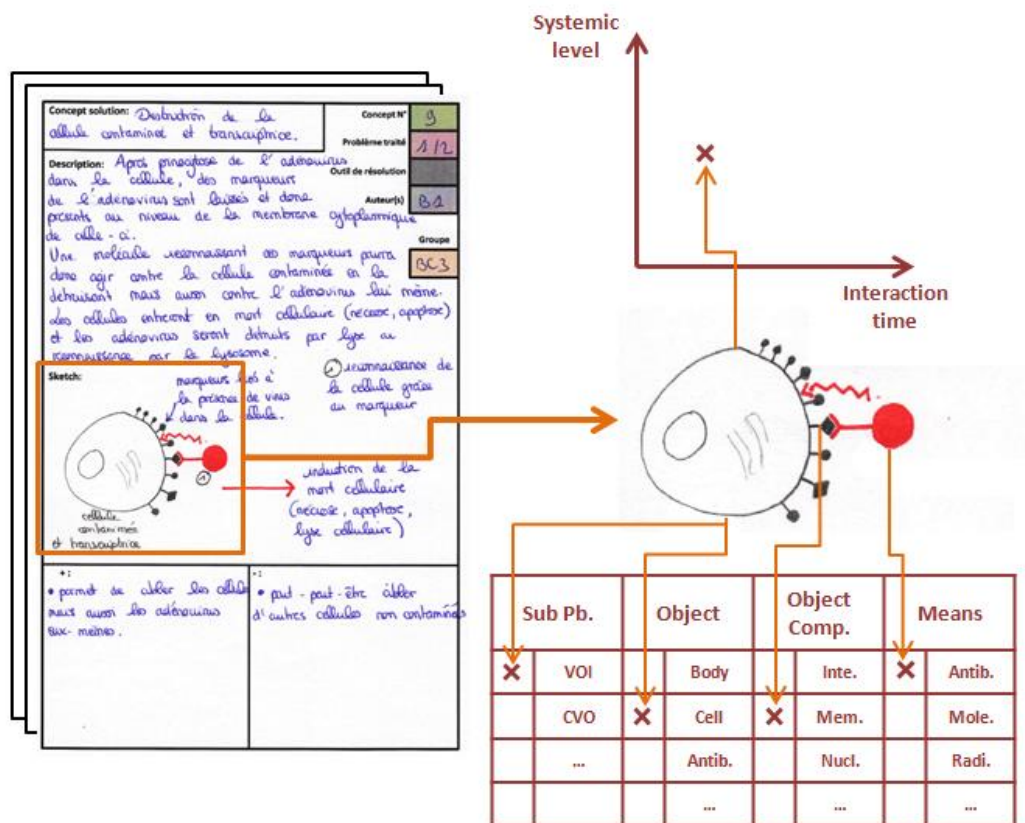 Concept solution: Destruction de la
cellule contaminée et transcriptrice.
Concept N° 9
Problème traité 1/2
Outil de résolution
Auteur(s) B1
Groupe
BC3
Description: Après pinocytose de l'adénovirus
dans la cellule, des marqueurs
de l'adénovirus sont laissés et donc
présents au niveau de la membrane cytoplasmique
de celle-ci.
Une molécule reconnaissant ces marqueurs pourra
donc agir contre la cellule contaminée en la
détruisant mais aussi contre l'adénovirus lui même.
Les cellules entreront en mort cellulaire (nécrose, apoptose)
et les adénovirus seront détruits par lyse ou
reconnaissance par le lysosome.
Sketch:
marqueurs liés à
la présence de virus
dans la cellule.
1 reconnaissance de
la cellule grâce
au marqueur
1
cellule
contaminée
et transcriptrice
induction de la
mort cellulaire
(nécrose, apoptose,
lyse cellulaire)
+:
• permet de cibler les cellules
mais aussi les adénovirus
eux-mêmes.
-:
• peut-peut-être cibler
d'autres cellules non contaminées
Systemic
level
Interaction
time
Sub Pb. Object Object Comp. Means
VOI Body Inte. Antib.
CVO Cell Mem. Mole.
... Antib. Nucl. Radi.
... ... ...